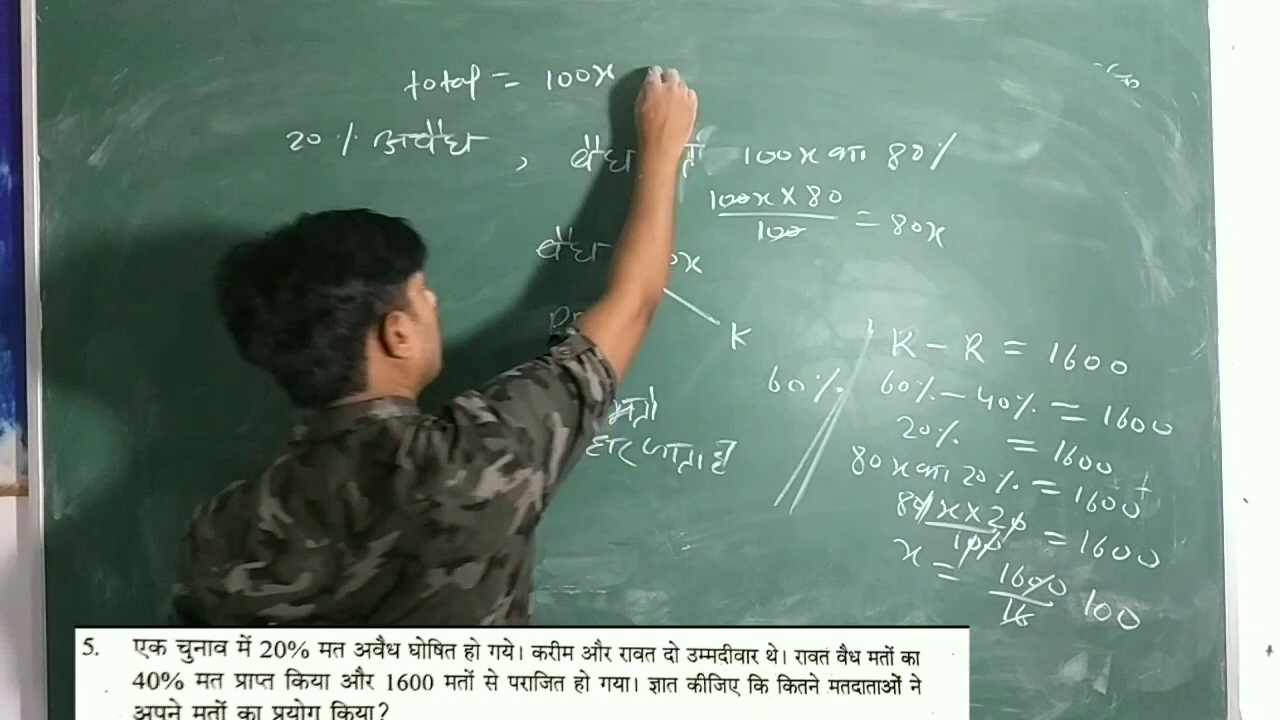 total = 100x
20% अवैध , वैध 100x का 80%
100x × 80
100 = 80x
वैध
K
60%
मतो
हार जाता है
K - R = 1600
60% - 40% = 1600
20% = 1600
80x का 20% = 1600
80x × 20
100 = 1600
x = 1600
16 100
5. एक चुनाव में 20% मत अवैध घोषित हो गये। करीम और रावत दो उम्मदीवार थे। रावत वैध मतों का
40% मत प्राप्त किया और 1600 मतों से पराजित हो गया। ज्ञात कीजिए कि कितने मतदाताओं ने
अपने मतों का प्रयोग किया?